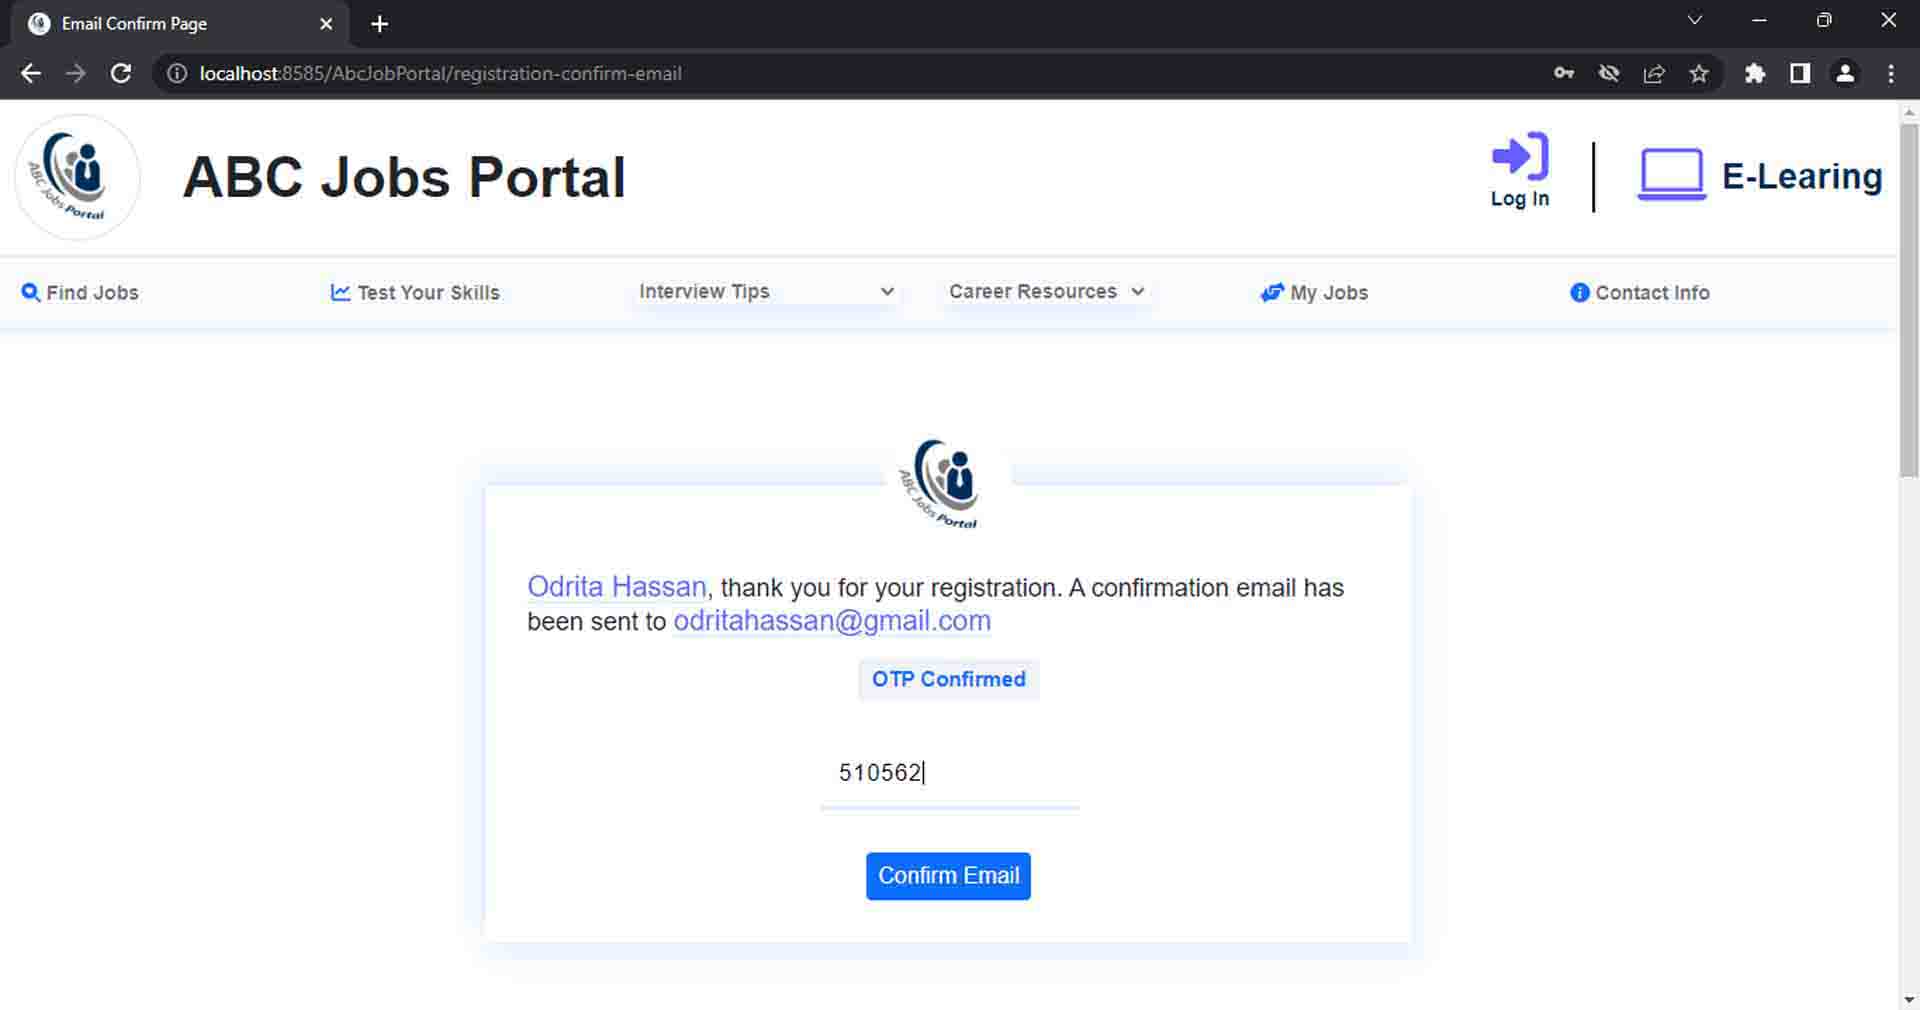 Email Confirm Page
localhost:8585/AbcJobPortal/registration-confirm-email
ABC Jobs Portal
ABC Jobs Portal
Log In
E-Learing
Find Jobs
Test Your Skills
Interview Tips
Career Resources
My Jobs
Contact Info
ABC Jobs Portal
Odrita Hassan, thank you for your registration. A confirmation email has
been sent to odritahassan@gmail.com
OTP Confirmed
510562
Confirm Email